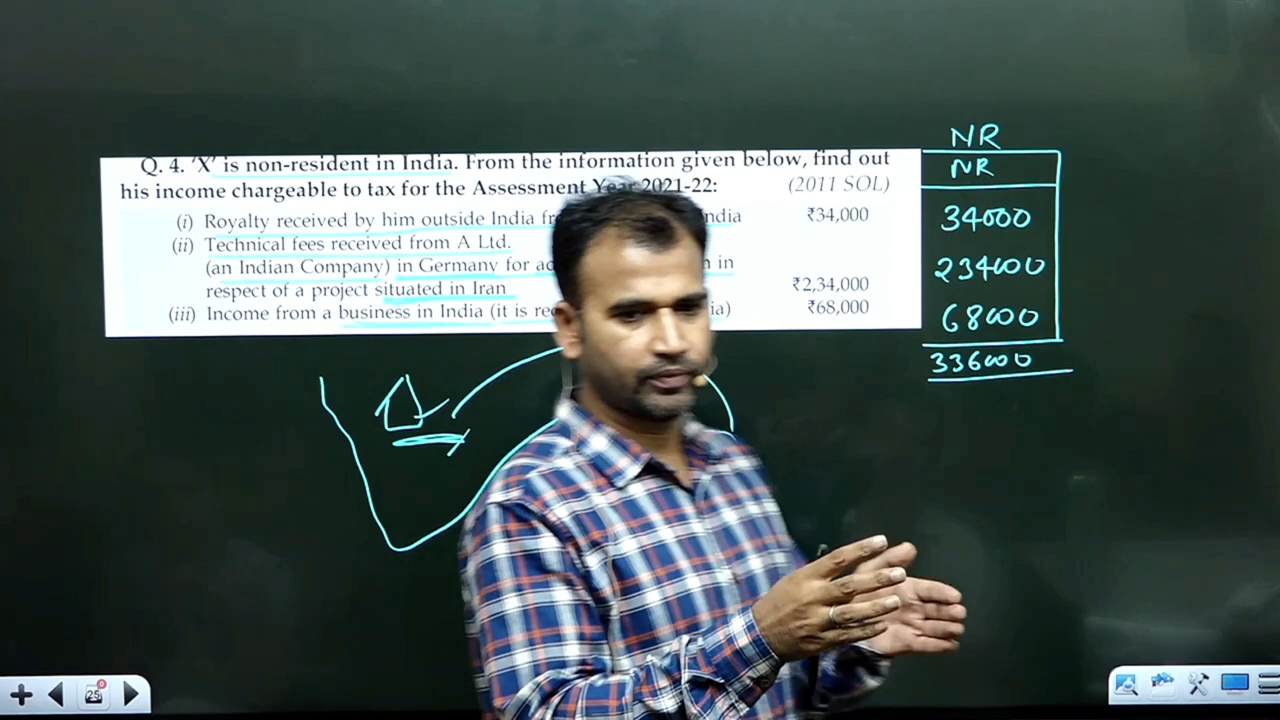 NR
Q. 4. 'X' is non-resident in India. From the information given below, find out
NR
his income chargeable to tax for the Assessment Year 2021-22: (2011 SOL)
(i) Royalty received by him outside India ₹34,000
34000
(ii) Technical fees received from A Ltd.
(an Indian Company) in Germany for in
234000
respect of a project situated in Iran ₹2,34,000
(iii) Income from a business in India (it is ₹68,000
68000
336000
25